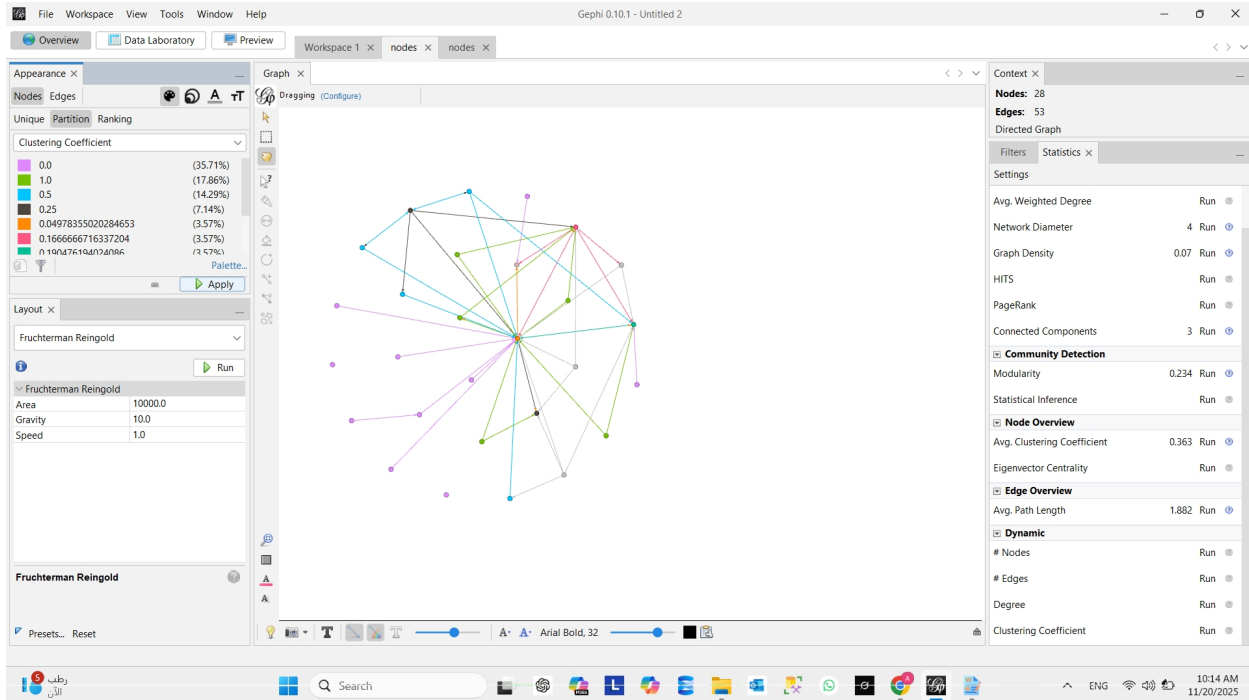 File Workspace View Tools Window Help
Gephi 0.10.1 - Untitled 2
Overview Data Laboratory Preview
Workspace 1 × nodes × nodes ×
Appearance ×
Nodes Edges
Unique Partition Ranking
Clustering Coefficient
0.0 (35.71%)
1.0 (17.86%)
0.5 (14.29%)
0.25 (7.14%)
0.04978355020284653 (3.57%)
0.1666666716337204 (3.57%)
0.190476194024086 (3.57%)
Palette...
Apply
Layout ×
Fruchterman Reingold
Run
Fruchterman Reingold
Area 10000.0
Gravity 10.0
Speed 1.0
Fruchterman Reingold
Presets... Reset
Graph ×
Dragging (Configure)
Arial Bold, 32
Context ×
Nodes: 28
Edges: 53
Directed Graph
Filters Statistics ×
Settings
Avg. Weighted Degree Run
Network Diameter 4 Run
Graph Density 0.07 Run
HITS Run
PageRank Run
Connected Components 3 Run
Community Detection
Modularity 0.234 Run
Statistical Inference Run
Node Overview
Avg. Clustering Coefficient 0.363 Run
Eigenvector Centrality Run
Edge Overview
Avg. Path Length 1.882 Run
Dynamic
# Nodes Run
# Edges Run
Degree Run
Clustering Coefficient Run
5
رطب
الآن
Search
ENG
10:14 AM
11/20/2025